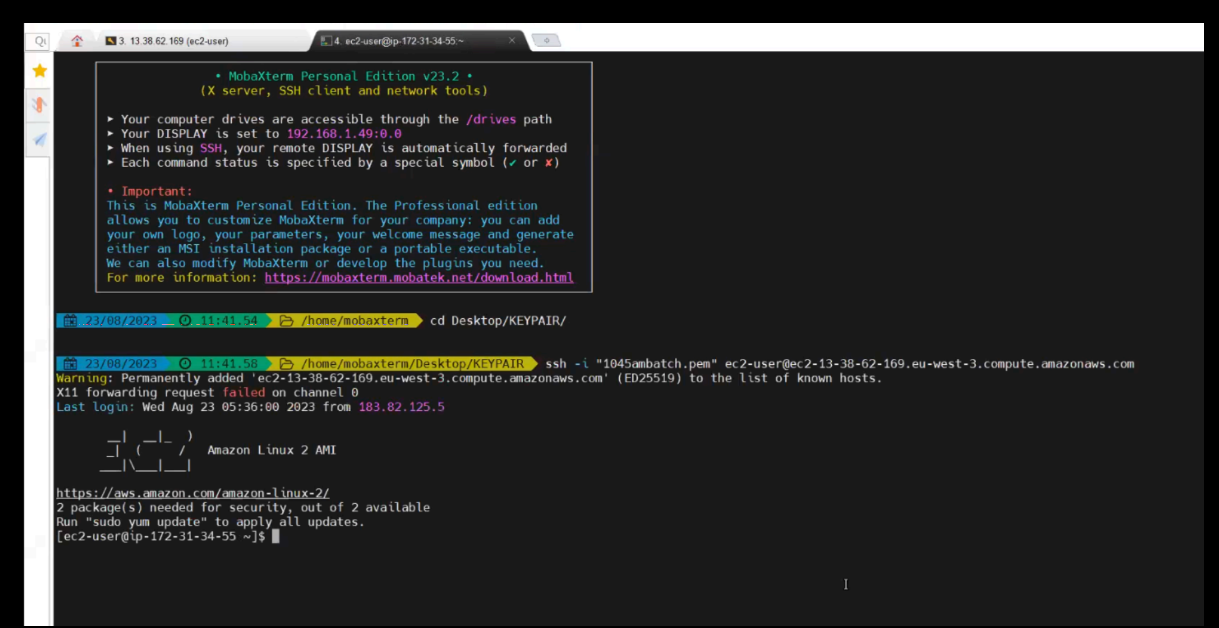 Qu
3. 13.38.62.169 (ec2-user)
4. ec2-user@ip-172-31-34-55:~
• MobaXterm Personal Edition v23.2 •
(X server, SSH client and network tools)
➤ Your computer drives are accessible through the /drives path
➤ Your DISPLAY is set to 192.168.1.49:0.0
➤ When using SSH, your remote DISPLAY is automatically forwarded
➤ Each command status is specified by a special symbol (✓ or ✗)
• Important:
This is MobaXterm Personal Edition. The Professional edition
allows you to customize MobaXterm for your company: you can add
your own logo, your parameters, your welcome message and generate
either an MSI installation package or a portable executable.
We can also modify MobaXterm or develop the plugins you need.
For more information: https://mobaxterm.mobatek.net/download.html
23/08/2023 11:41.54 /home/mobaxterm cd Desktop/KEYPAIR/
23/08/2023 11:41.58 /home/mobaxterm/Desktop/KEYPAIR ssh -i "1045ambatch.pem" ec2-user@ec2-13-38-62-169.eu-west-3.compute.amazonaws.com
Warning: Permanently added 'ec2-13-38-62-169.eu-west-3.compute.amazonaws.com' (ED25519) to the list of known hosts.
X11 forwarding request failed on channel 0
Last login: Wed Aug 23 05:36:00 2023 from 183.82.125.5
__| __|_ )
_| ( / Amazon Linux 2 AMI
___|\___|___|
https://aws.amazon.com/amazon-linux-2/
2 package(s) needed for security, out of 2 available
Run "sudo yum update" to apply all updates.
[ec2-user@ip-172-31-34-55 ~]$